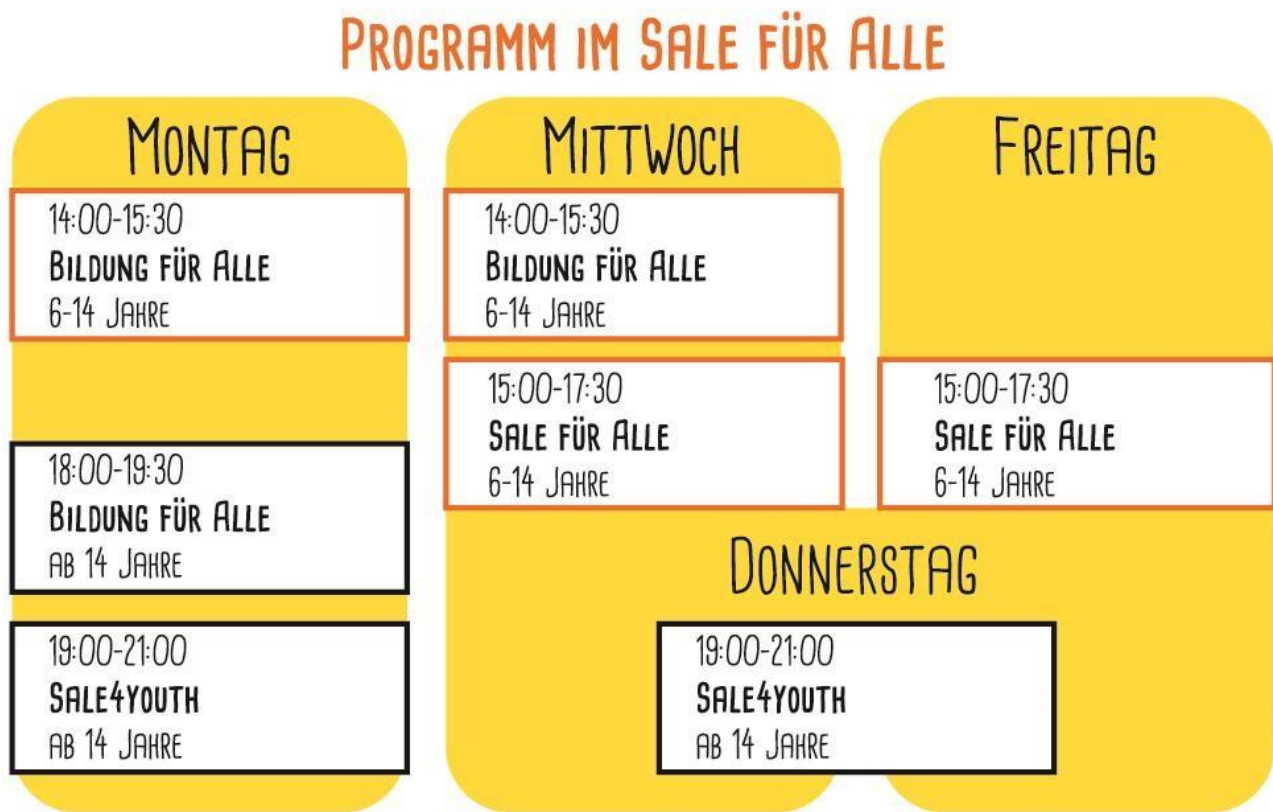 PROGRAMM IM SALE FÜR ALLE
MONTAG
14:00-15:30
BILDUNG FÜR ALLE
6-14 JAHRE
18:00-19:30
BILDUNG FÜR ALLE
AB 14 JAHRE
19:00-21:00
SALE4YOUTH
AB 14 JAHRE
MITTWOCH
14:00-15:30
BILDUNG FÜR ALLE
6-14 JAHRE
15:00-17:30
SALE FÜR ALLE
6-14 JAHRE
FREITAG
15:00-17:30
SALE FÜR ALLE
6-14 JAHRE
DONNERSTAG
19:00-21:00
SALE4YOUTH
AB 14 JAHRE